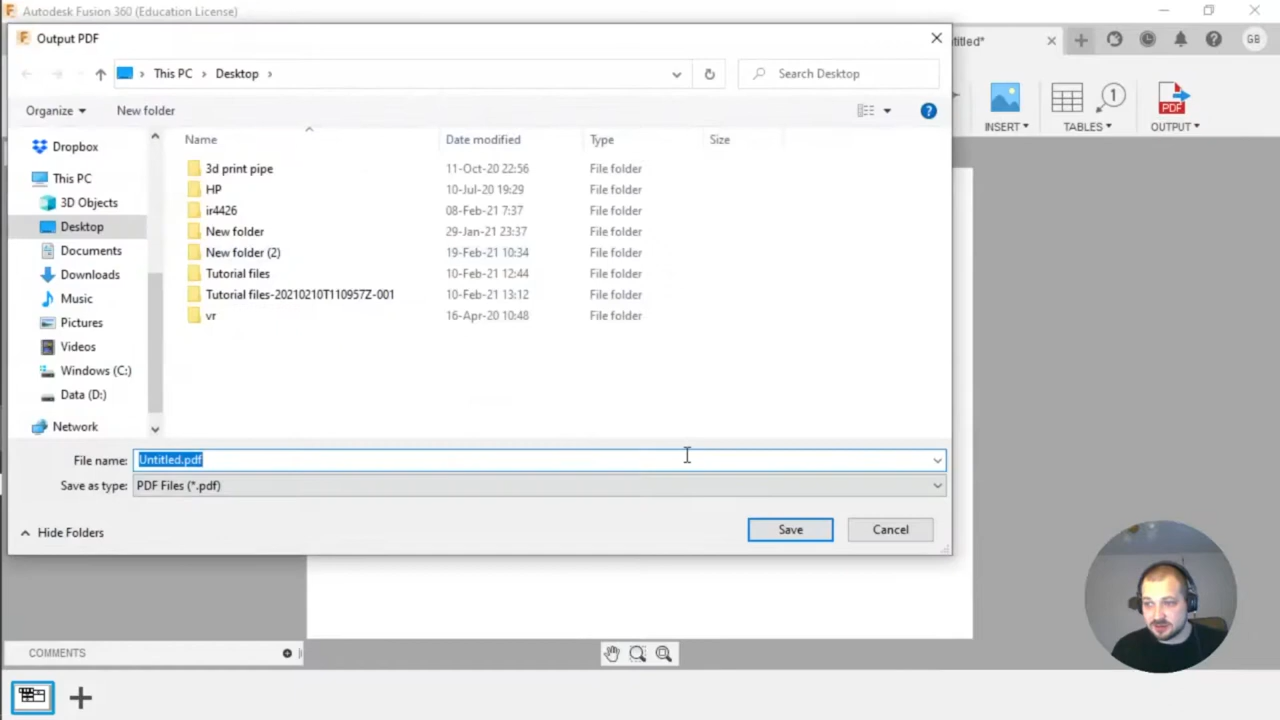 Autodesk Fusion 360 (Education License)
Output PDF
titled*
GB
This PC > Desktop >
Search Desktop
Organize
New folder
INSERT
1
TABLES
PDF
OUTPUT
Name Date modified Type Size
Dropbox
This PC
3D Objects
Desktop
Documents
Downloads
Music
Pictures
Videos
Windows (C:)
Data (D:)
Network
3d print pipe 11-Oct-20 22:56 File folder
HP 10-Jul-20 19:29 File folder
ir4426 08-Feb-21 7:37 File folder
New folder 29-Jan-21 23:37 File folder
New folder (2) 19-Feb-21 10:34 File folder
Tutorial files 10-Feb-21 12:44 File folder
Tutorial files-20210210T110957Z-001 10-Feb-21 13:12 File folder
vr 16-Apr-20 10:48 File folder
File name: Untitled.pdf
Save as type: PDF Files (*.pdf)
Hide Folders
Save
Cancel
COMMENTS